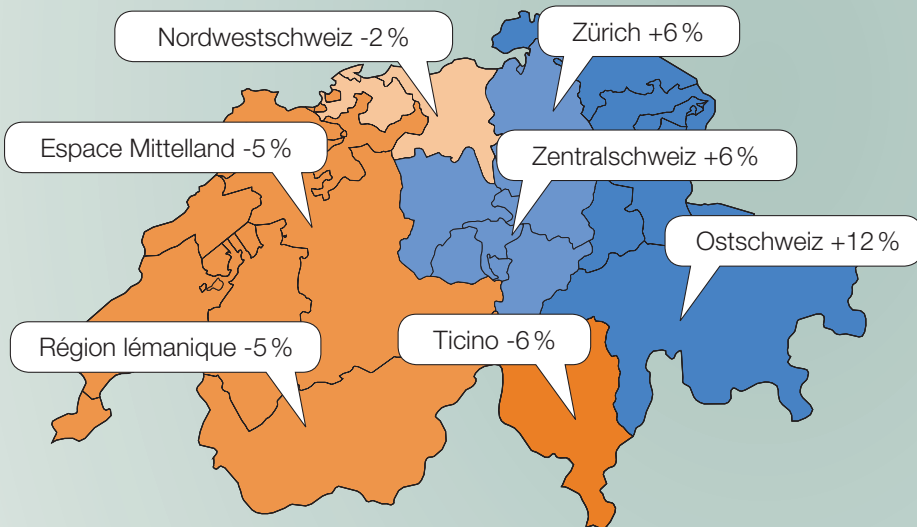 Nordwestschweiz -2 %
Zürich +6 %
Espace Mittelland -5 %
Zentralschweiz +6 %
Ostschweiz +12 %
Région lémanique -5 %
Ticino -6 %